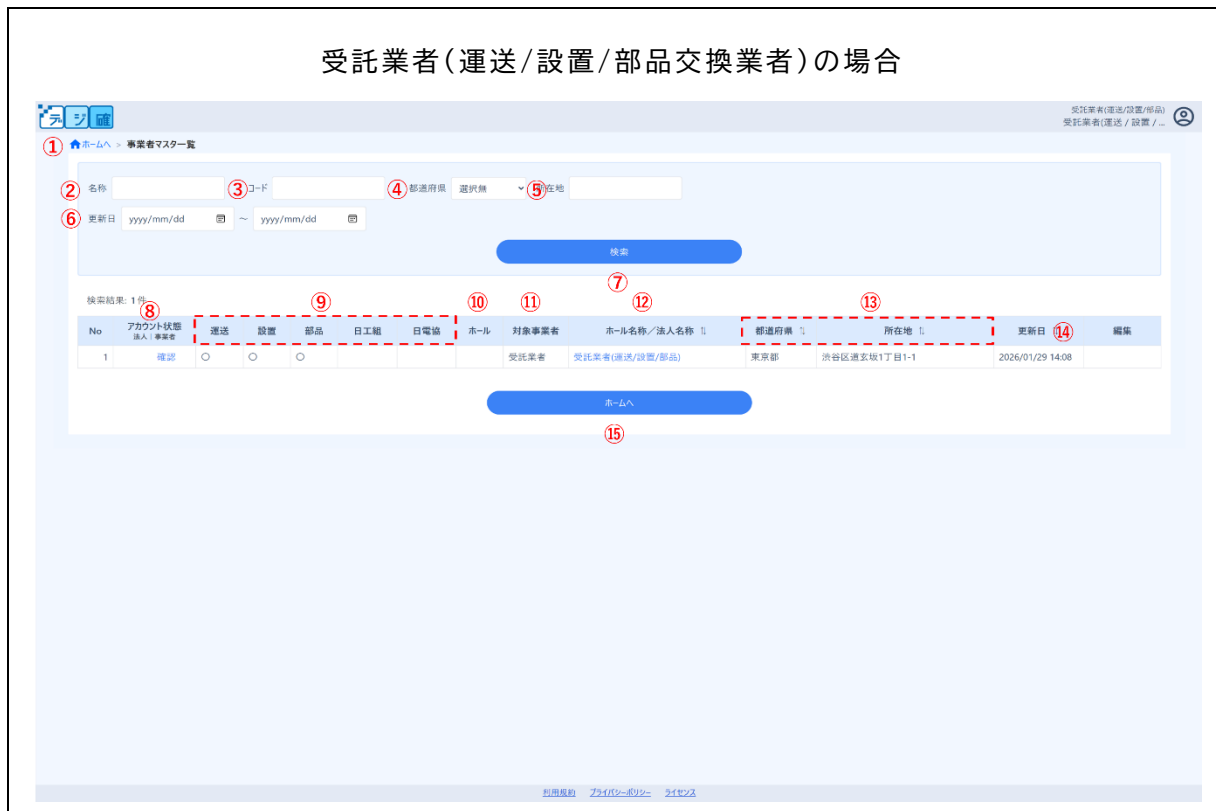 受託業者(運送/設置/部品交換業者)の場合
デジ確
受託業者(運送/設置/部品)
受託業者(運送 / 設置 / ...
① ホームへ > 事業者マスタ一覧
② 名称 ③ コード ④ 都道府県 選択無 ⑤ 所在地
⑥ 更新日 yyyy/mm/dd ~ yyyy/mm/dd
検索
⑦
検索結果: 1件
⑧ ⑨ ⑩ ⑪ ⑫ ⑬
No アカウント状態 運送 設置 部品 日工組 日電協 ホール 対象事業者 ホール名称/法人名称 ⇅ 都道府県 ⇅ 所在地 ⇅ 更新日 ⑭ 編集
法人 | 事業者
1 確認 ○ ○ ○ 受託業者 受託業者(運送/設置/部品) 東京都 渋谷区道玄坂1丁目1-1 2026/01/29 14:08
ホームへ
⑮
利用規約 プライバシーポリシー ライセンス